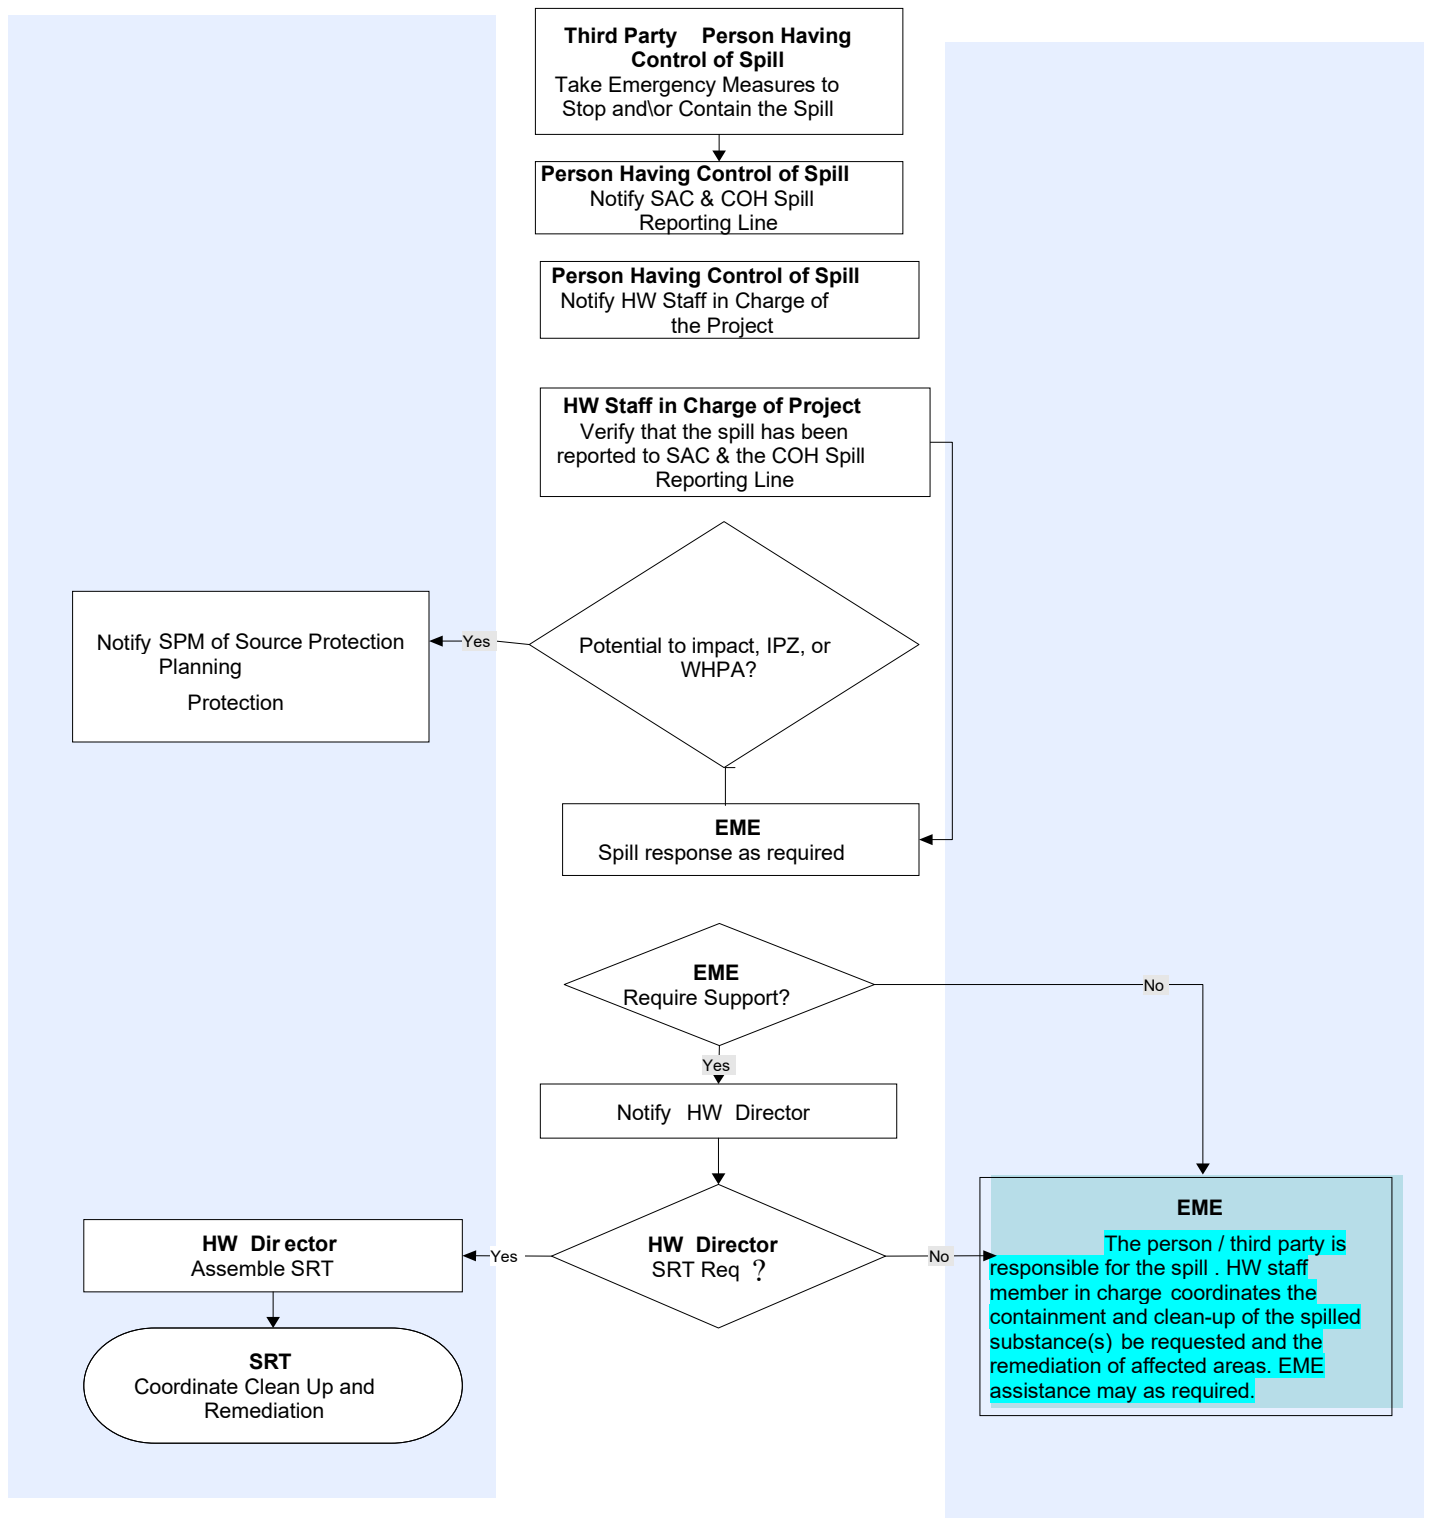 Third Party Person Having
Control of Spill
Take Emergency Measures to
Stop and\or Contain the Spill
Person Having Control of Spill
Notify SAC & COH Spill
Reporting Line
Person Having Control of Spill
Notify HW Staff in Charge of
the Project
HW Staff in Charge of Project
Verify that the spill has been
reported to SAC & the COH Spill
Reporting Line
Potential to impact, IPZ, or
WHPA?
Yes
Notify SPM of Source Protection
Planning
Protection
EME
Spill response as required
EME
Require Support?
No
Yes
Notify HW Director
HW Director
SRT Req ?
Yes
No
HW Director
Assemble SRT
SRT
Coordinate Clean Up and
Remediation
EME
The person / third party is
responsible for the spill . HW staff
member in charge coordinates the
containment and clean-up of the spilled
substance(s) be requested and the
remediation of affected areas. EME
assistance may as required.